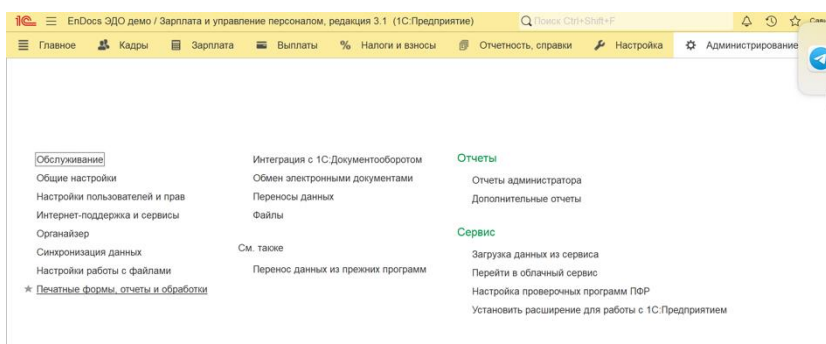 1С EnDocs ЭДО демо / Зарплата и управление персоналом, редакция 3.1 (1С:Предприятие) Поиск Ctrl+Shift+F
Главное Кадры Зарплата Выплаты % Налоги и взносы Отчетность, справки Настройка Администрирование
Обслуживание
Общие настройки
Настройки пользователей и прав
Интернет-поддержка и сервисы
Органайзер
Синхронизация данных
Настройки работы с файлами
Печатные формы, отчеты и обработки
Интеграция с 1С:Документооборотом
Обмен электронными документами
Переносы данных
Файлы
См. также
Перенос данных из прежних программ
Отчеты
Отчеты администратора
Дополнительные отчеты
Сервис
Загрузка данных из сервиса
Перейти в облачный сервис
Настройка проверочных программ ПФР
Установить расширение для работы с 1С:Предприятием